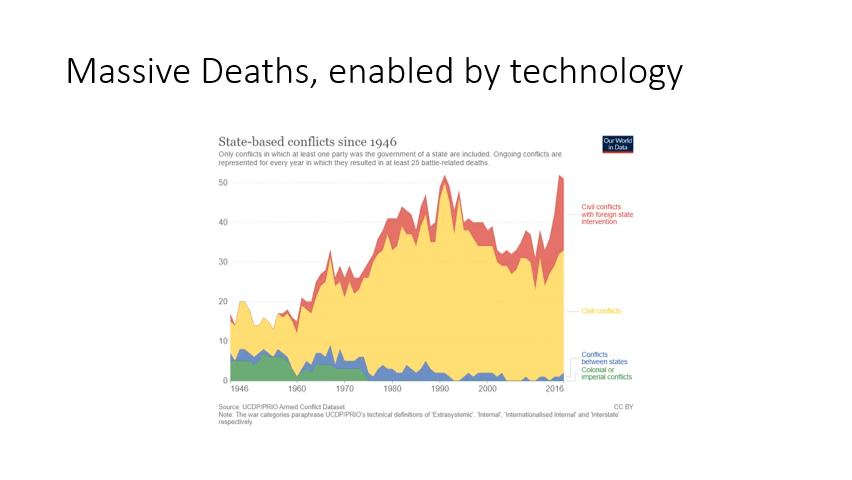 Massive Deaths, enabled by technology
State-based conflicts since 1946
Our World
in Data
Only conflicts in which at least one party was the government of a state are included. Ongoing conflicts are
represented for every year in which they resulted in at least 25 battle-related deaths.
50
40
30
20
10
0
Civil conflicts
with foreign state
intervention
Civil conflicts
Conflicts
between states
Colonial or
imperial conflicts
1946
1960
1970
1980
1990
2000
2016
Source: UCDP/PRIO Armed Conflict Dataset
CC BY
Note: The war categories paraphrase UCDP/PRIO's technical definitions of 'Extrasystemic', 'Internal', 'Internationalised internal' and 'Interstate'
respectively.